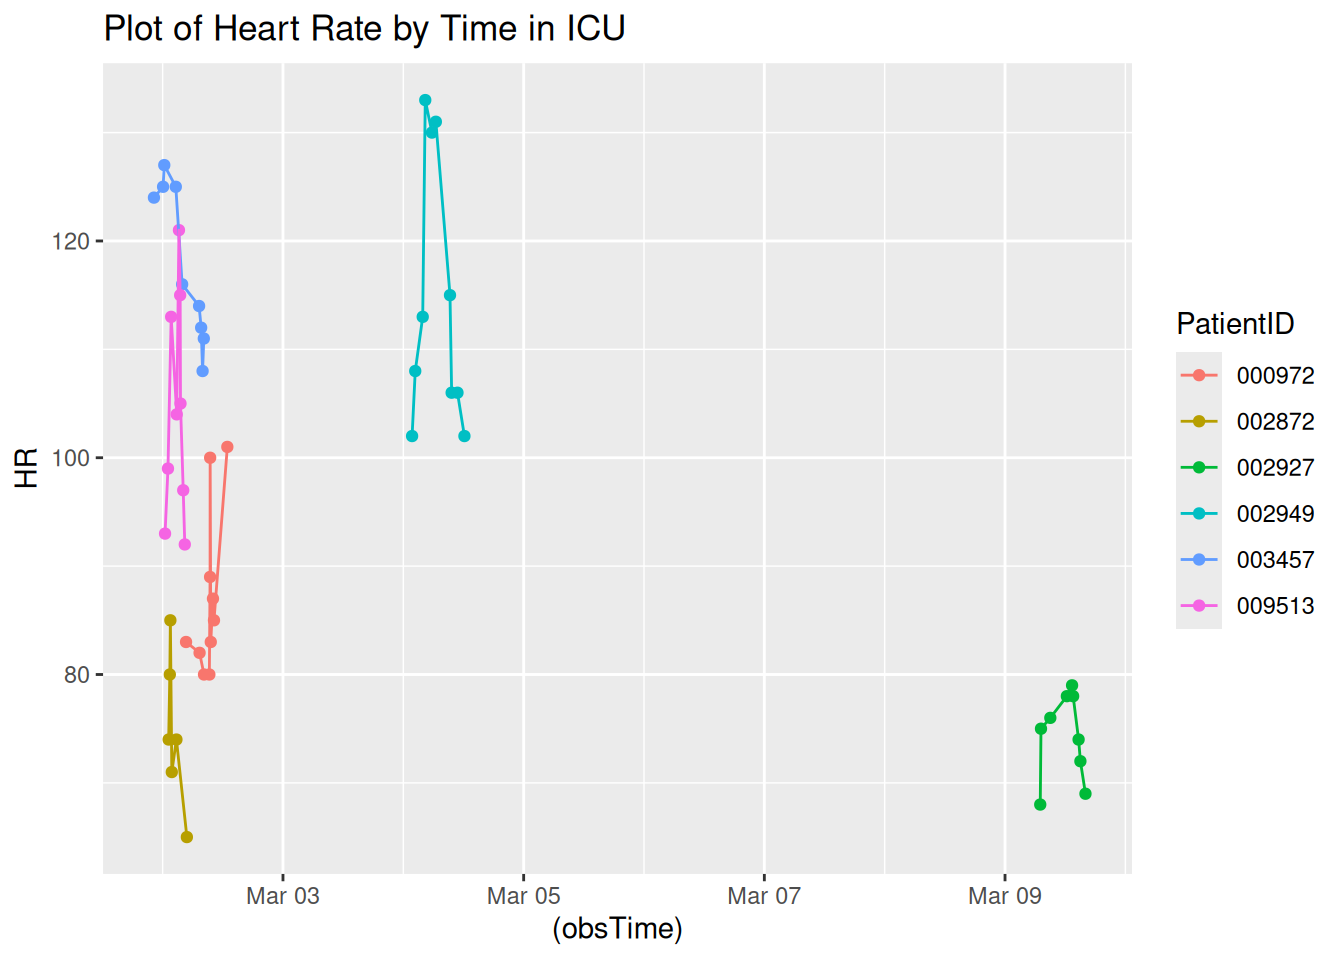 Plot of Heart Rate by Time in ICU
120
100
80
HR
Mar 03
Mar 05
Mar 07
Mar 09
(obsTime)
PatientID
000972
002872
002927
002949
003457
009513